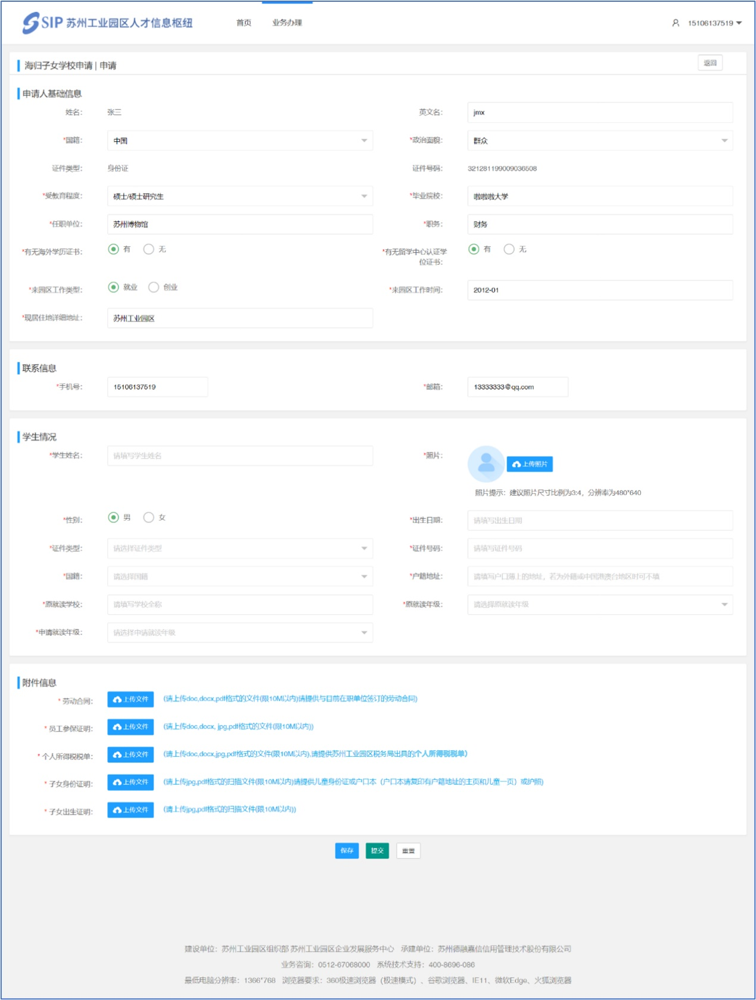 SIP 苏州工业园区人才信息枢纽 首页 业务办理 15106137519
海归子女学校申请 | 申请 返回
申请人基础信息
姓名： 张三 英文名： jmx
*国籍： 中国 *政治面貌： 群众
证件类型： 身份证 证件号码： 321281199009036508
*受教育程度： 硕士/硕士研究生 *毕业院校： 啦啦啦大学
*任职单位： 苏州博物馆 *职务： 财务
*有无海外学历证书： 有 无 *有无留学中心认证学
位证书： 有 无
*来园区工作类型： 就业 创业 *来园区工作时间： 2012-01
*现居住地详细地址： 苏州工业园区
联系信息
*手机号： 15106137519 *邮箱： 13333333@qq.com
学生情况
*学生姓名： 请填写学生姓名 *照片： 上传照片
照片提示：建议照片尺寸比例为3:4，分辨率为480*640
*性别： 男 女 *出生日期： 请填写出生日期
*证件类型： 请选择证件类型 *证件号码： 请填写证件号码
*国籍： 请选择国籍 *户籍地址： 请填写户口簿上的地址，若为外籍或中国港澳台地区时可不填
*原就读学校： 请填写学校全称 *原就读年级： 请选择原就读年级
*申请就读年级： 请选择申请就读年级
附件信息
* 劳动合同： 上传文件 (请上传doc,docx,pdf格式的文件(限10M以内)请提供与目前在职单位签订的劳动合同)
* 员工参保证明： 上传文件 (请上传doc,docx, jpg,pdf格式的文件(限10M以内))
* 个人所得税税单： 上传文件 (请上传doc,docx,jpg,pdf格式的文件(限10M以内),请提供苏州工业园区税务局出具的个人所得税税单)
* 子女身份证明： 上传文件 (请上传jpg,pdf格式的扫描文件(限10M以内)请提供儿童身份证或户口本（户口本请复印有户籍地址的主页和儿童一页）或护照)
* 子女出生证明： 上传文件 (请上传jpg,pdf格式的扫描文件(限10M以内))
保存 提交 重置
建设单位：苏州工业园区组织部 苏州工业园区企业发展服务中心 承建单位：苏州德融嘉信信用管理技术股份有限公司
业务咨询：0512-67068000 系统技术支持：400-8696-086
最低电脑分辨率：1366*768 浏览器要求：360极速浏览器（极速模式）、谷歌浏览器、IE11、微软Edge、火狐浏览器